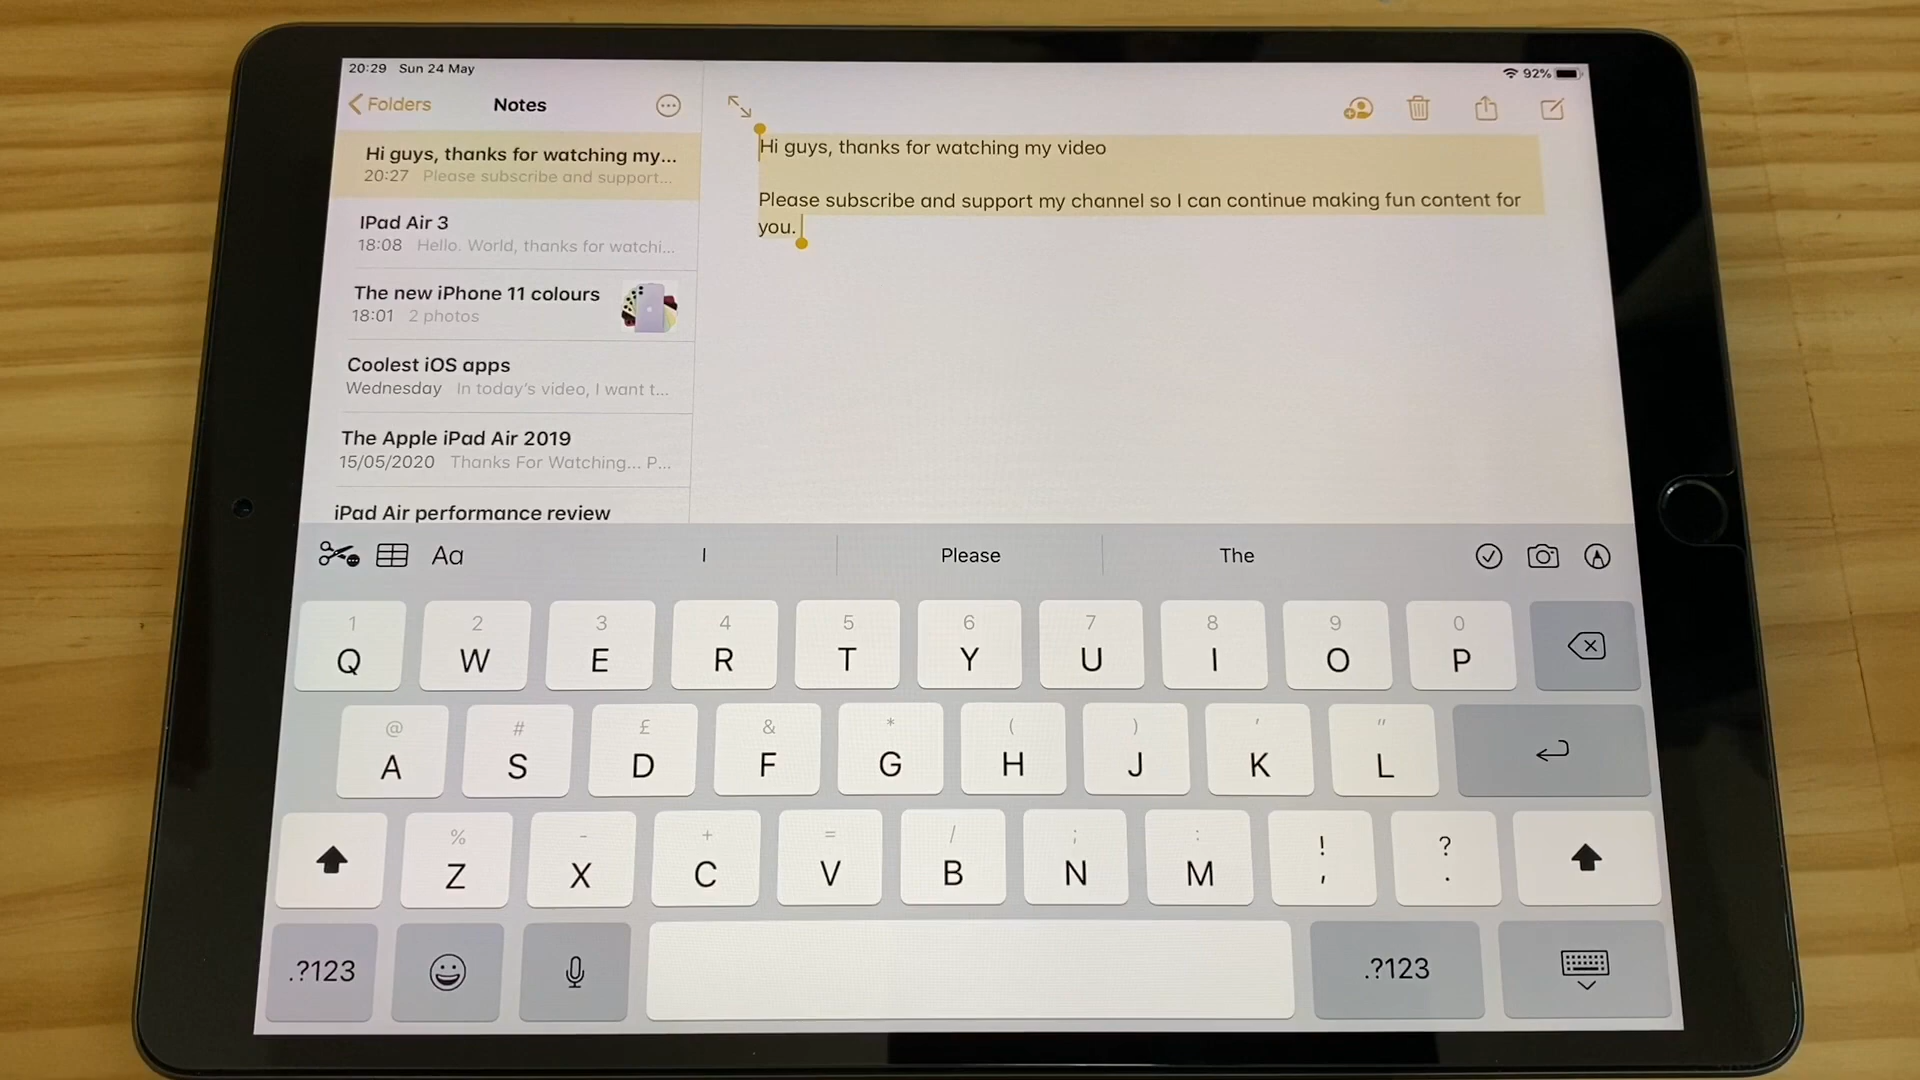 20:29 Sun 24 May
92%
Folders
Notes
Hi guys, thanks for watching my...
20:27 Please subscribe and support...
IPad Air 3
18:08 Hello. World, thanks for watchi...
The new iPhone 11 colours
18:01 2 photos
Coolest iOS apps
Wednesday In today's video, I want t...
The Apple iPad Air 2019
15/05/2020 Thanks For Watching... P...
iPad Air performance review
Hi guys, thanks for watching my video
Please subscribe and support my channel so I can continue making fun content for
you.
Aa
I
Please
The
1 2 3 4 5 6 7 8 9 0
Q W E R T Y U I O P
@ # £ & * ( ) ' "
A S D F G H J K L
% - + = / ; : ! ?
Z X C V B N M , .
.?123
.?123